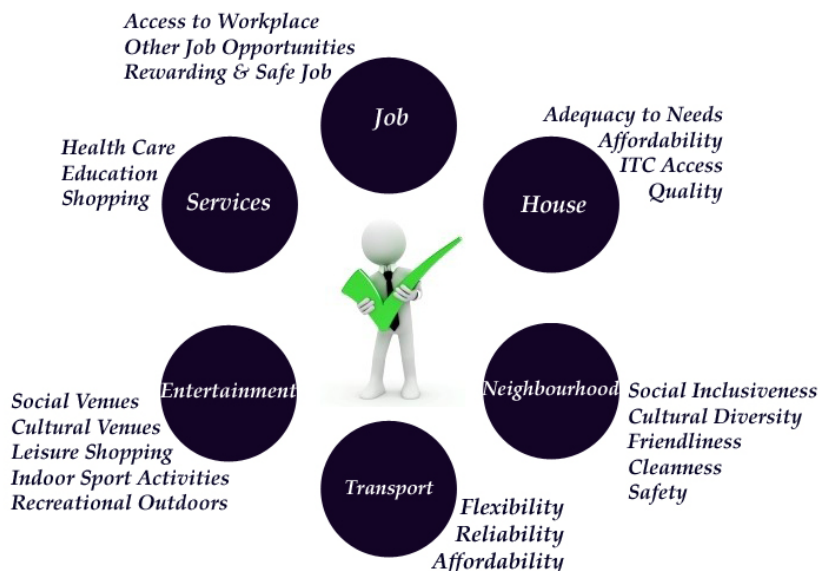 Access to Workplace
Other Job Opportunities
Rewarding & Safe Job
Job
Adequacy to Needs
Affordability
ITC Access
Quality
House
Health Care
Education
Shopping
Services
Entertainment
Social Venues
Cultural Venues
Leisure Shopping
Indoor Sport Activities
Recreational Outdoors
Neighbourhood
Social Inclusiveness
Cultural Diversity
Friendliness
Cleanness
Safety
Transport
Flexibility
Reliability
Affordability